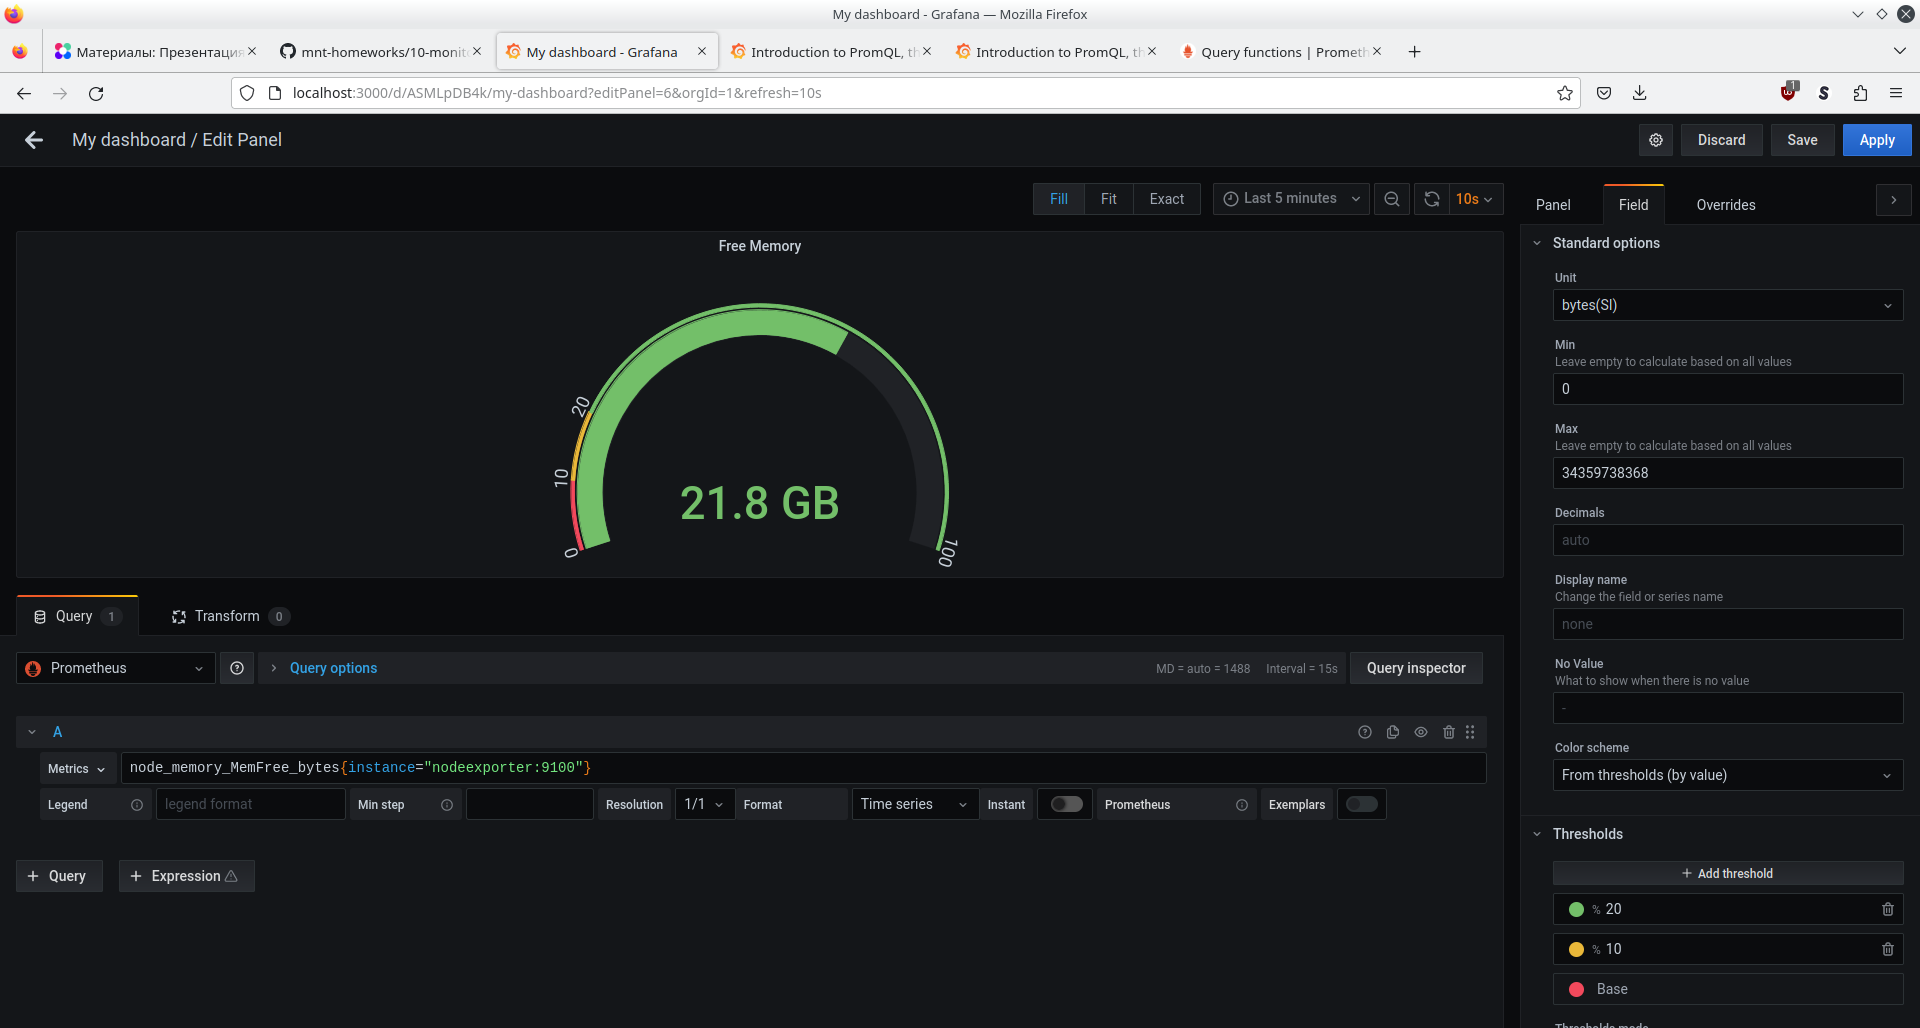 My dashboard - Grafana — Mozilla Firefox
Материалы: Презентация
mnt-homeworks/10-monit
My dashboard - Grafana
Introduction to PromQL, th
Introduction to PromQL, th
Query functions | Prometh
localhost:3000/d/ASMLpDB4k/my-dashboard?editPanel=6&orgId=1&refresh=10s
1
My dashboard / Edit Panel
Discard
Save
Apply
Fill
Fit
Exact
Last 5 minutes
10s
Panel
Field
Overrides
Free Memory
0
10
20
100
21.8 GB
Standard options
Unit
bytes(SI)
Min
Leave empty to calculate based on all values
0
Max
Leave empty to calculate based on all values
34359738368
Decimals
auto
Display name
Change the field or series name
none
No Value
What to show when there is no value
-
Color scheme
From thresholds (by value)
Thresholds
+ Add threshold
% 20
% 10
Base
Thresholds mode
Query 1
Transform 0
Prometheus
Query options
MD = auto = 1488
Interval = 15s
Query inspector
A
Metrics
node_memory_MemFree_bytes{instance="nodeexporter:9100"}
Legend
legend format
Min step
Resolution
1/1
Format
Time series
Instant
Prometheus
Exemplars
+ Query
+ Expression